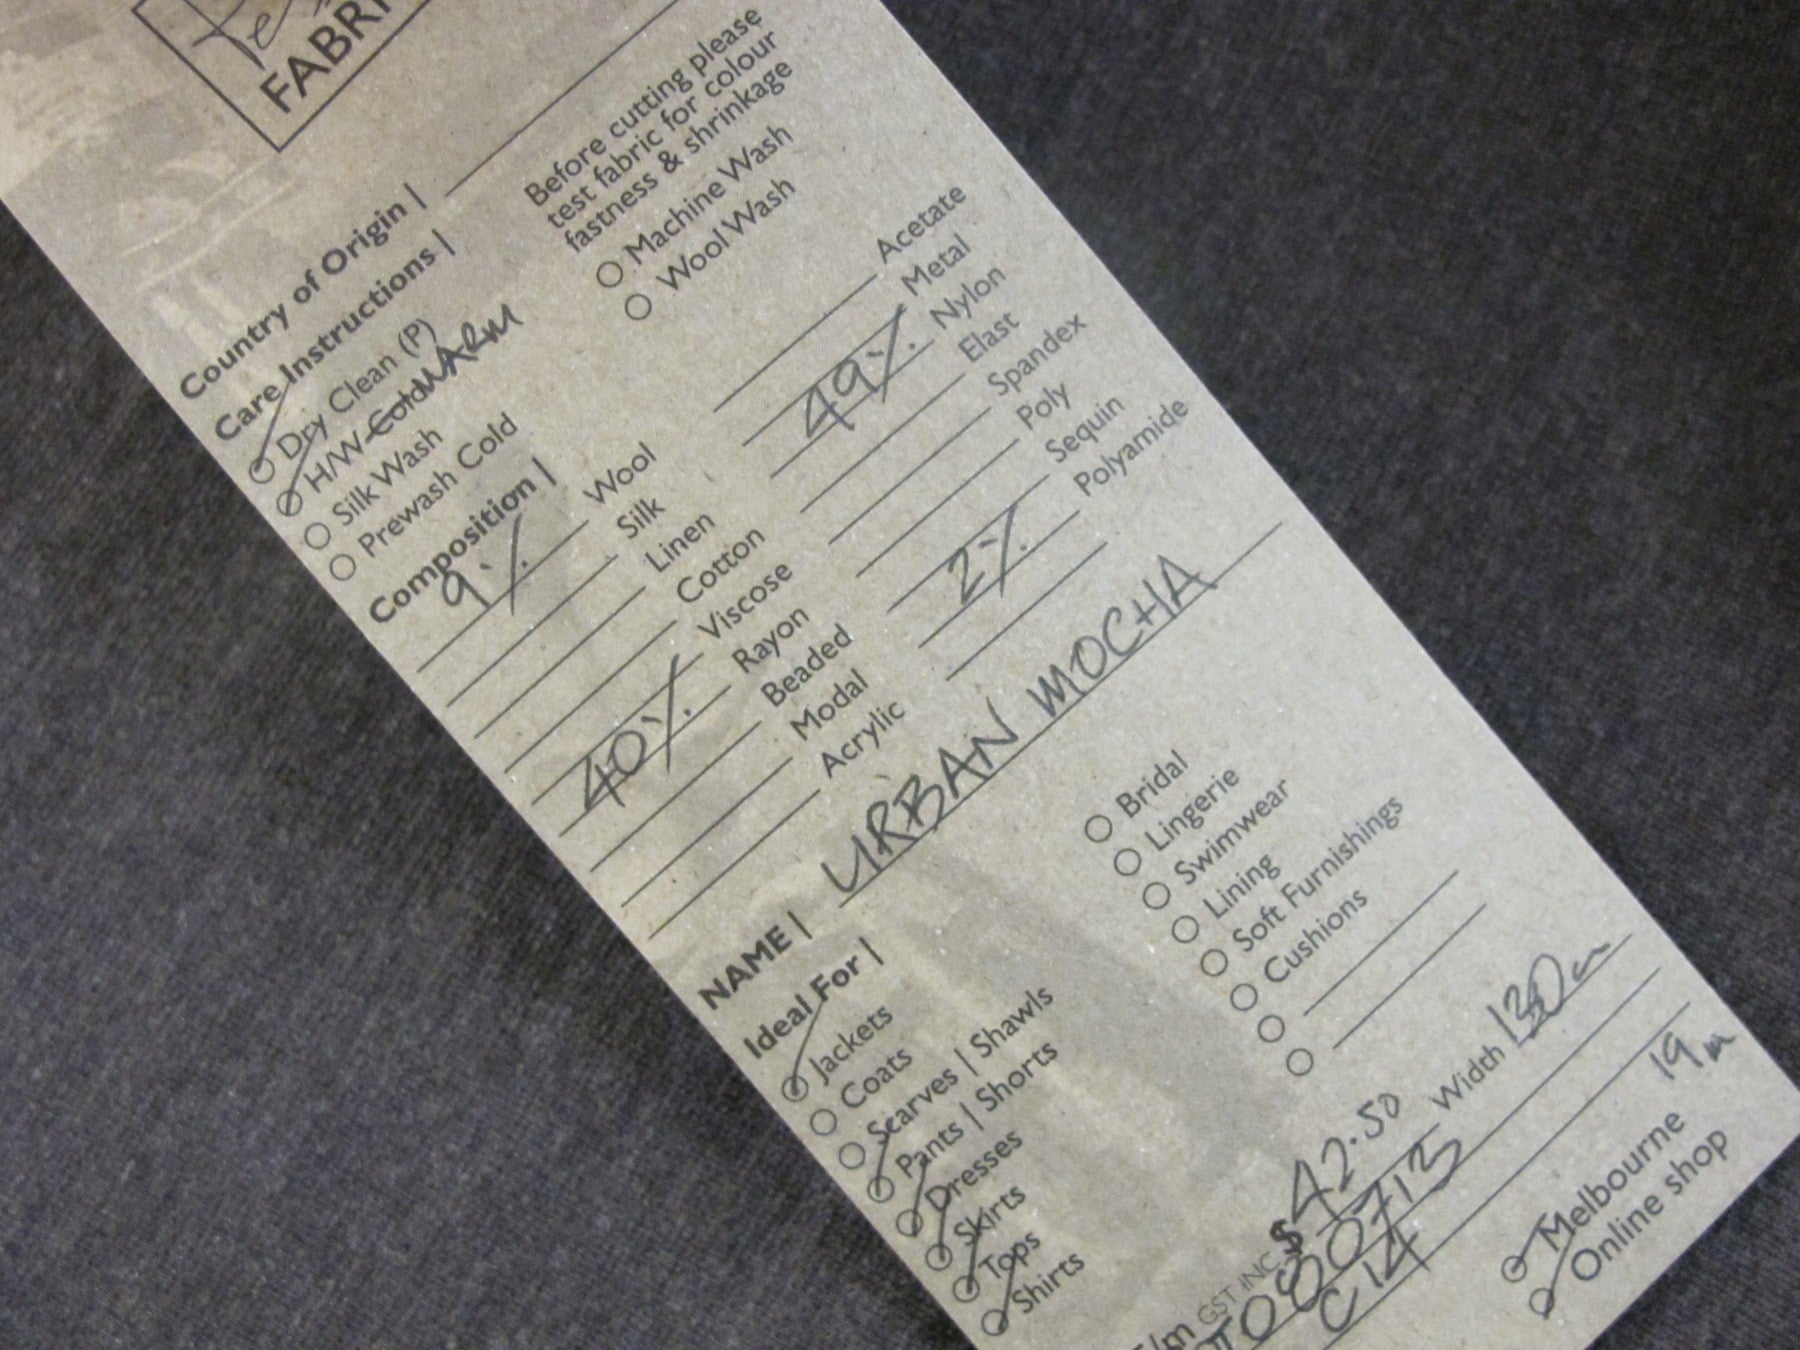 FABRI
Country of Origin |
Care Instructions |
Before cutting please
test fabric for colour
fastness & shrinkage
Dry Clean (P)
H/W Cold WARM
Silk Wash
Prewash Cold
Machine Wash
Wool Wash
Composition |
9% Wool
Silk
Linen
Cotton
Viscose
40% Rayon
Beaded
Modal
Acrylic
Acetate
Metal
49% Nylon
Elast
Spandex
Poly
Sequin
2% Polyamide
NAME | URBAN MOCHA
Ideal For |
Jackets
Coats
Scarves | Shawls
Pants | Shorts
Dresses
Skirts
Tops
Shirts
Bridal
Lingerie
Swimwear
Lining
Soft Furnishings
Cushions
/m GST INC $42.50 Width 130cm
080713
C14
19m
Melbourne
Online shop